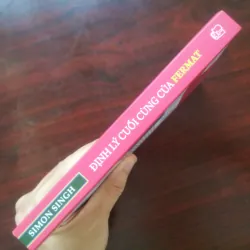 SIMON SINGH
ĐỊNH LÝ CUỐI CÙNG CỦA FERMAT